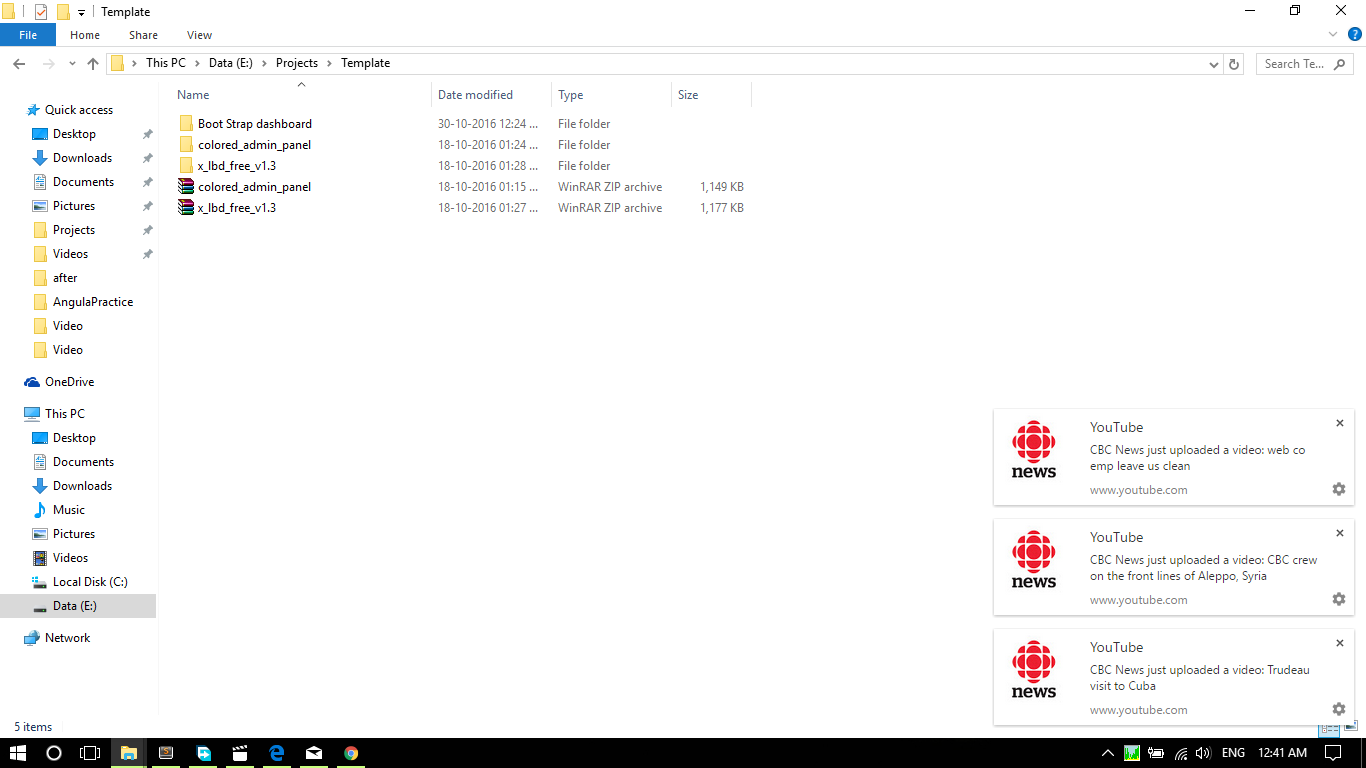 Template
File Home Share View
This PC Data (E:) Projects Template Search Te...
Name Date modified Type Size
Boot Strap dashboard 30-10-2016 12:24 ... File folder
colored_admin_panel 18-10-2016 01:24 ... File folder
x_lbd_free_v1.3 18-10-2016 01:28 ... File folder
colored_admin_panel 18-10-2016 01:15 ... WinRAR ZIP archive 1,149 KB
x_lbd_free_v1.3 18-10-2016 01:27 ... WinRAR ZIP archive 1,177 KB
Quick access
Desktop
Downloads
Documents
Pictures
Projects
Videos
after
AngulaPractice
Video
Video
OneDrive
This PC
Desktop
Documents
Downloads
Music
Pictures
Videos
Local Disk (C:)
Data (E:)
Network
news
YouTube
CBC News just uploaded a video: web co
emp leave us clean
www.youtube.com
news
YouTube
CBC News just uploaded a video: CBC crew
on the front lines of Aleppo, Syria
www.youtube.com
news
YouTube
CBC News just uploaded a video: Trudeau
visit to Cuba
www.youtube.com
5 items
ENG 12:41 AM